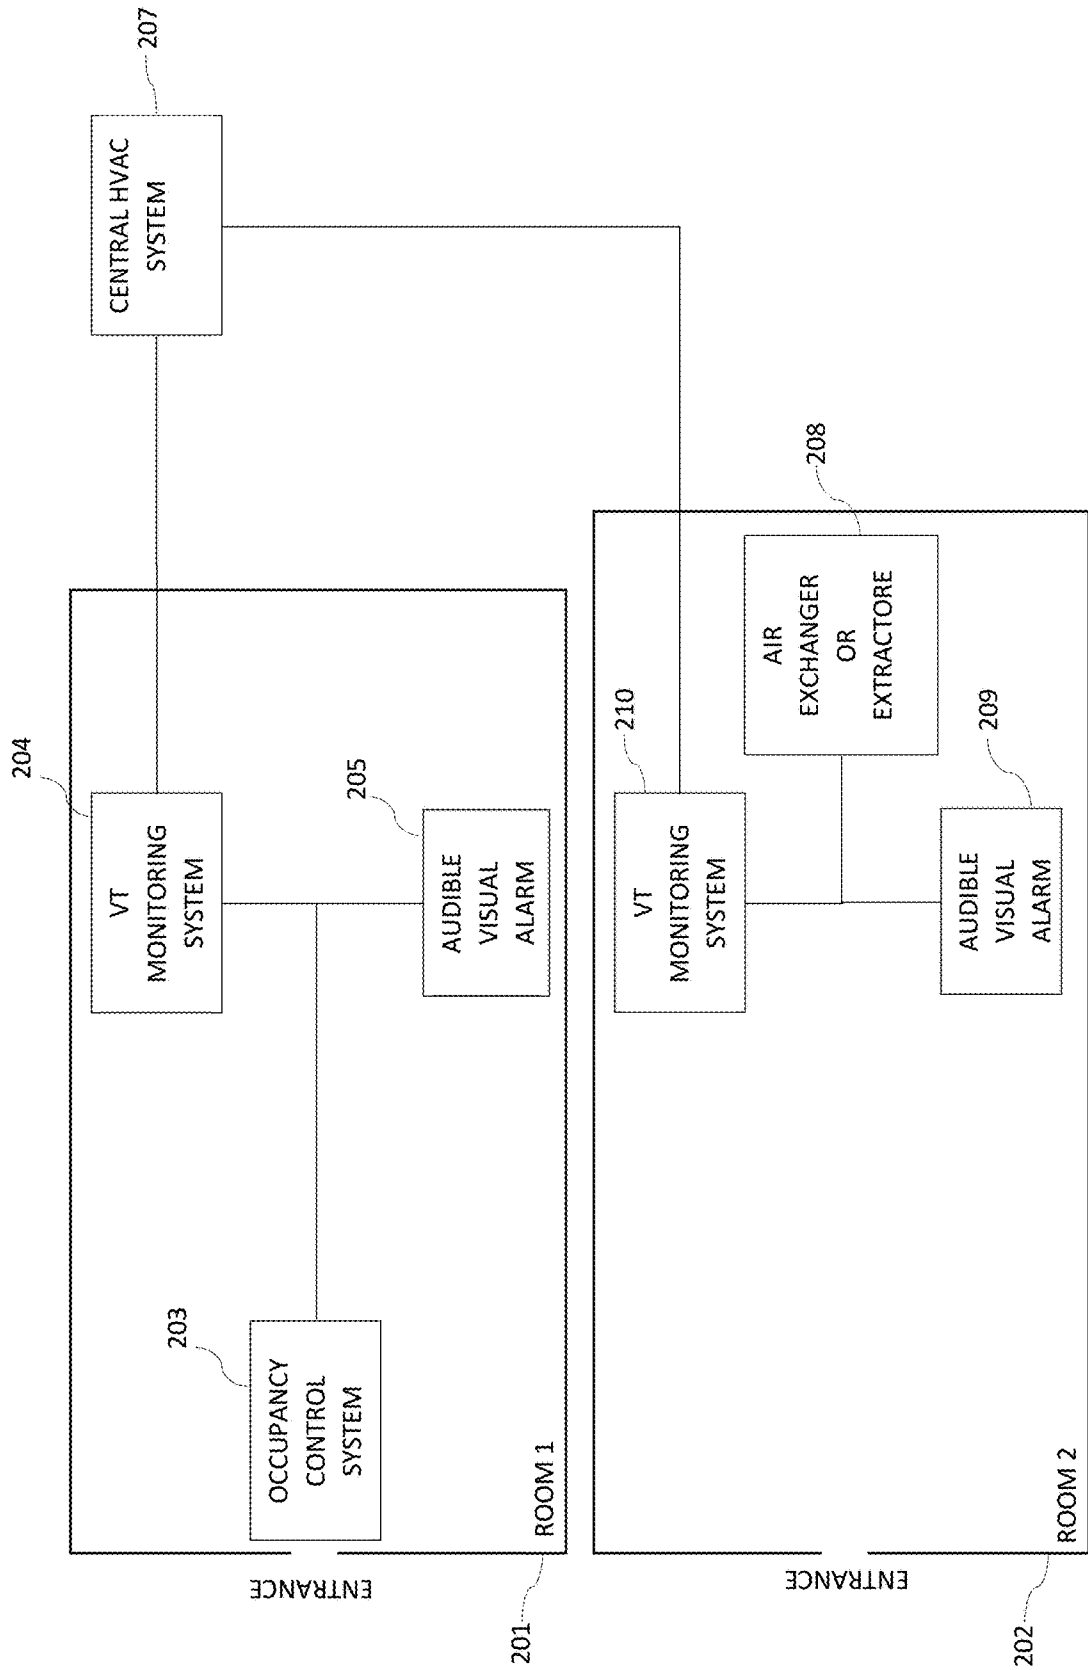 207
CENTRAL HVAC
SYSTEM
204
VT
MONITORING
SYSTEM
205
AUDIBLE
VISUAL
ALARM
203
OCCUPANCY
CONTROL
SYSTEM
ROOM 1
ENTRANCE
201
208
AIR
EXCHANGER
OR
EXTRACTORE
210
VT
MONITORING
SYSTEM
209
AUDIBLE
VISUAL
ALARM
ROOM 2
ENTRANCE
202